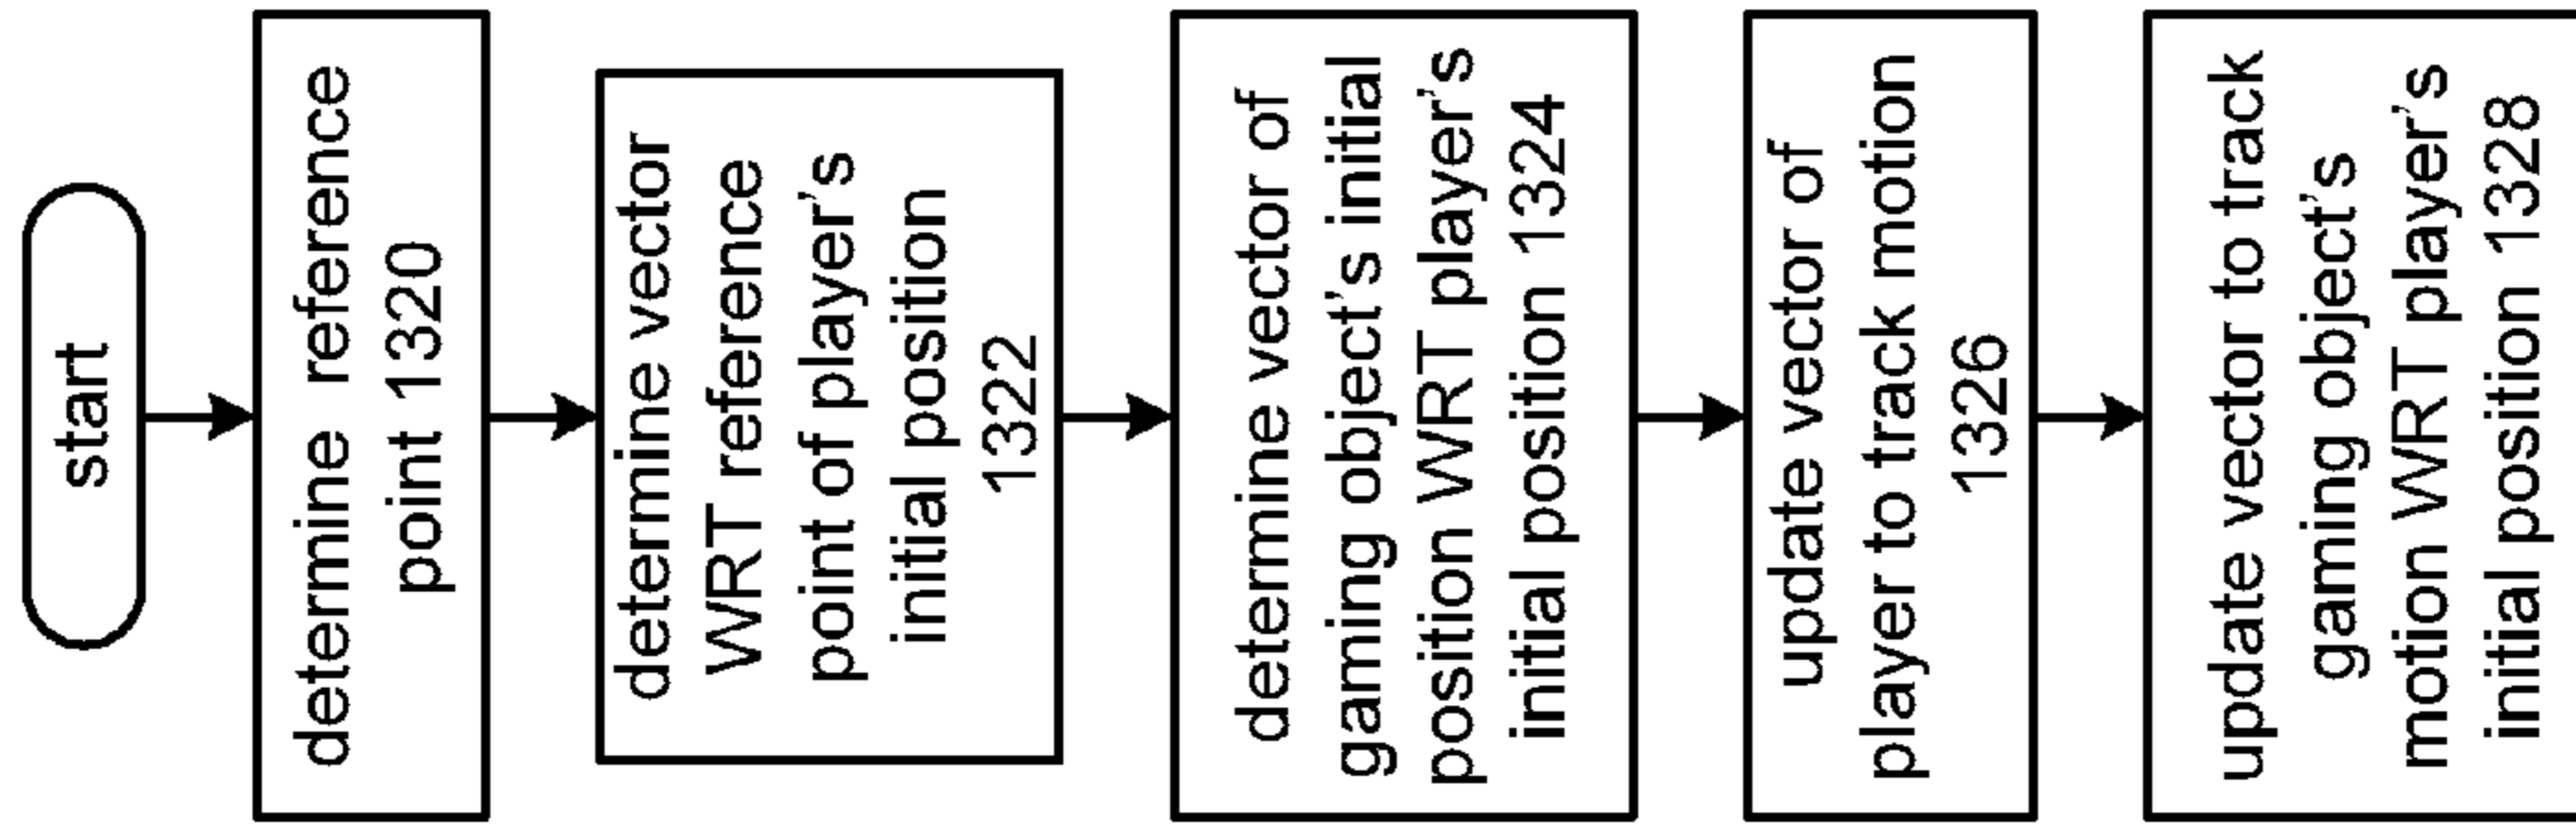 start
determine reference
point 1320
determine vector
WRT reference
point of player's
initial position
1322
determine vector of
gaming object's initial
position WRT player's
initial position 1324
update vector of
player to track motion
1326
update vector to track
gaming object's
motion WRT player's
initial position 1328